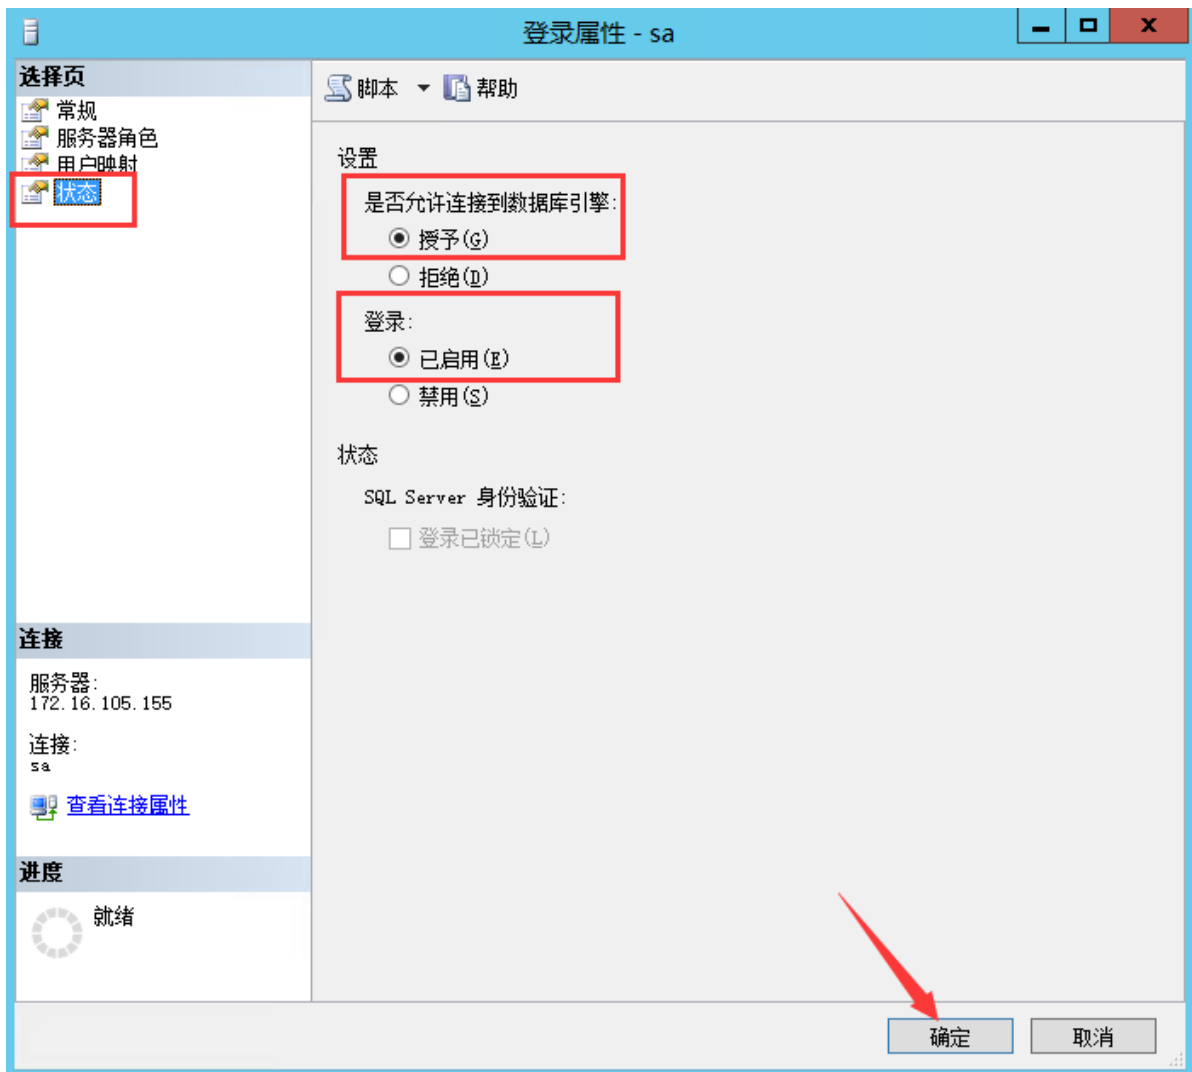 登录属性 - sa
选择页
常规
服务器角色
用户映射
状态
脚本 帮助
设置
是否允许连接到数据库引擎:
授予(G)
拒绝(D)
登录:
已启用(E)
禁用(S)
状态
SQL Server 身份验证:
登录已锁定(L)
连接
服务器:
172.16.105.155
连接:
sa
查看连接属性
进度
就绪
确定 取消